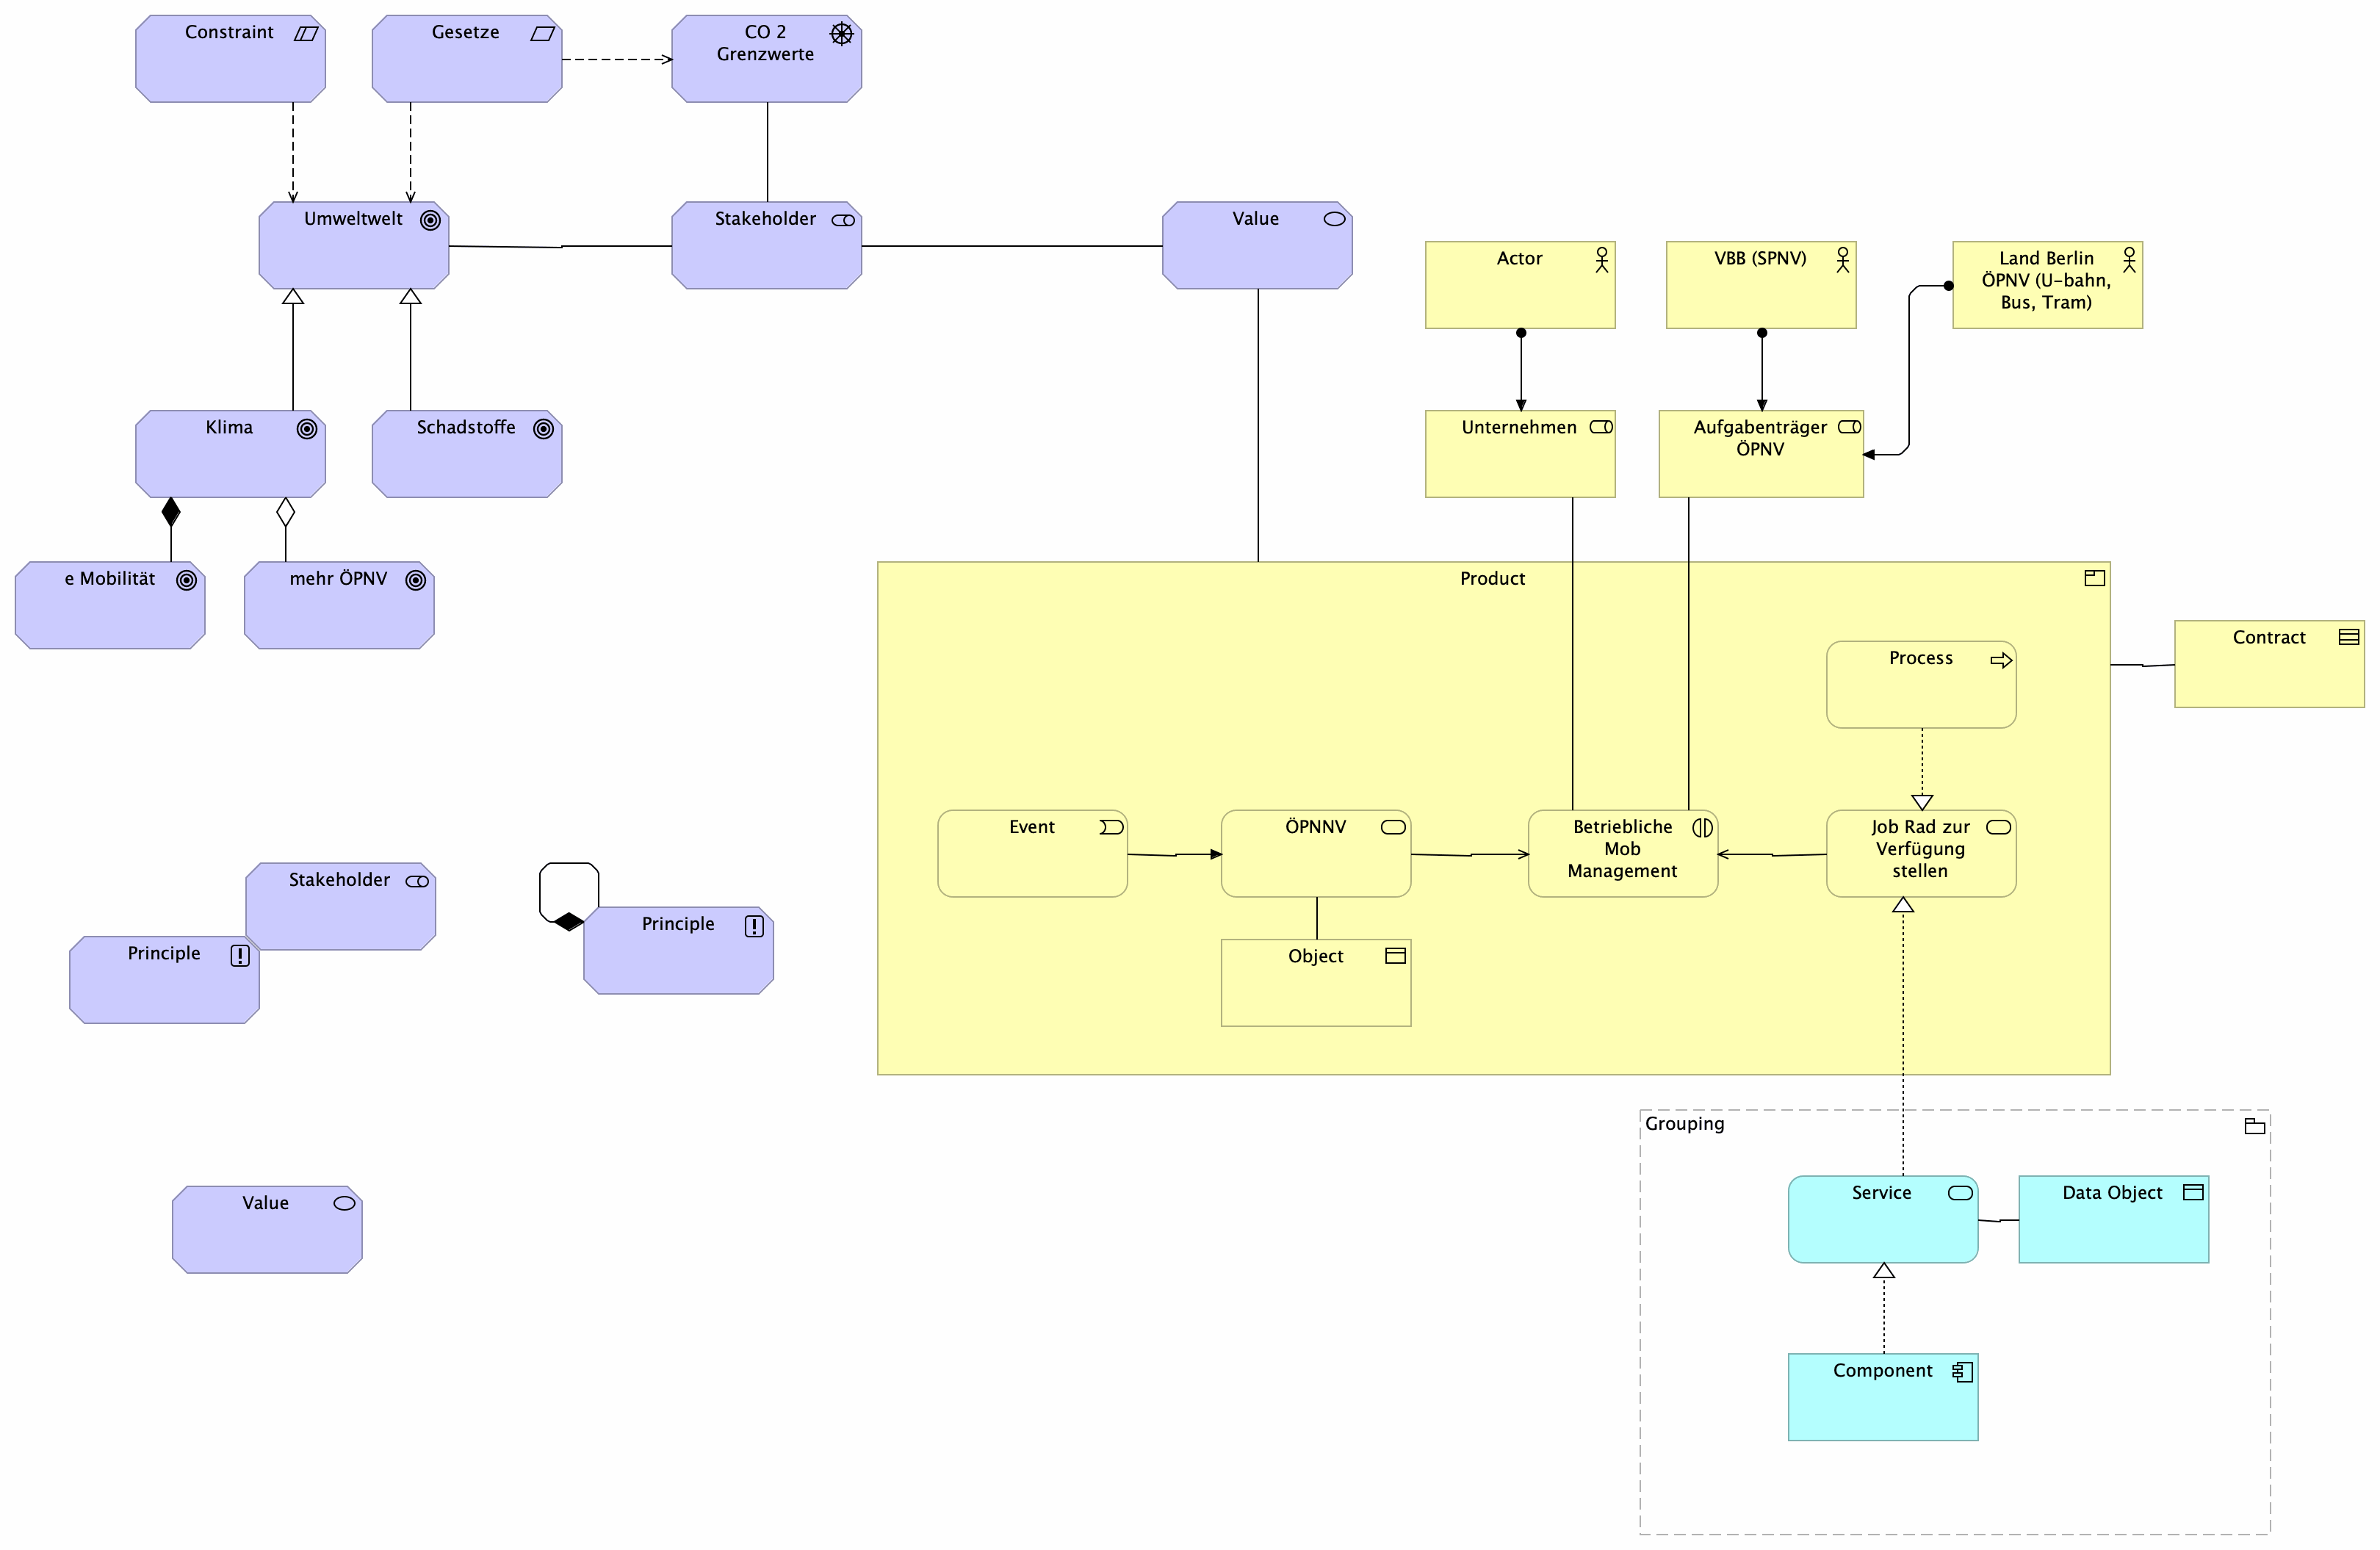 Constraint
Gesetze
CO 2
Grenzwerte
Umweltwelt
Stakeholder
Value
Actor
VBB (SPNV)
Land Berlin
ÖPNV (U-bahn,
Bus, Tram)
Klima
Schadstoffe
Unternehmen
Aufgabenträger
ÖPNV
e Mobilität
mehr ÖPNV
Product
Contract
Process
Event
ÖPNNV
Betriebliche
Mob
Management
Job Rad zur
Verfügung
stellen
Object
Stakeholder
Principle
Principle
Grouping
Value
Service
Data Object
Component